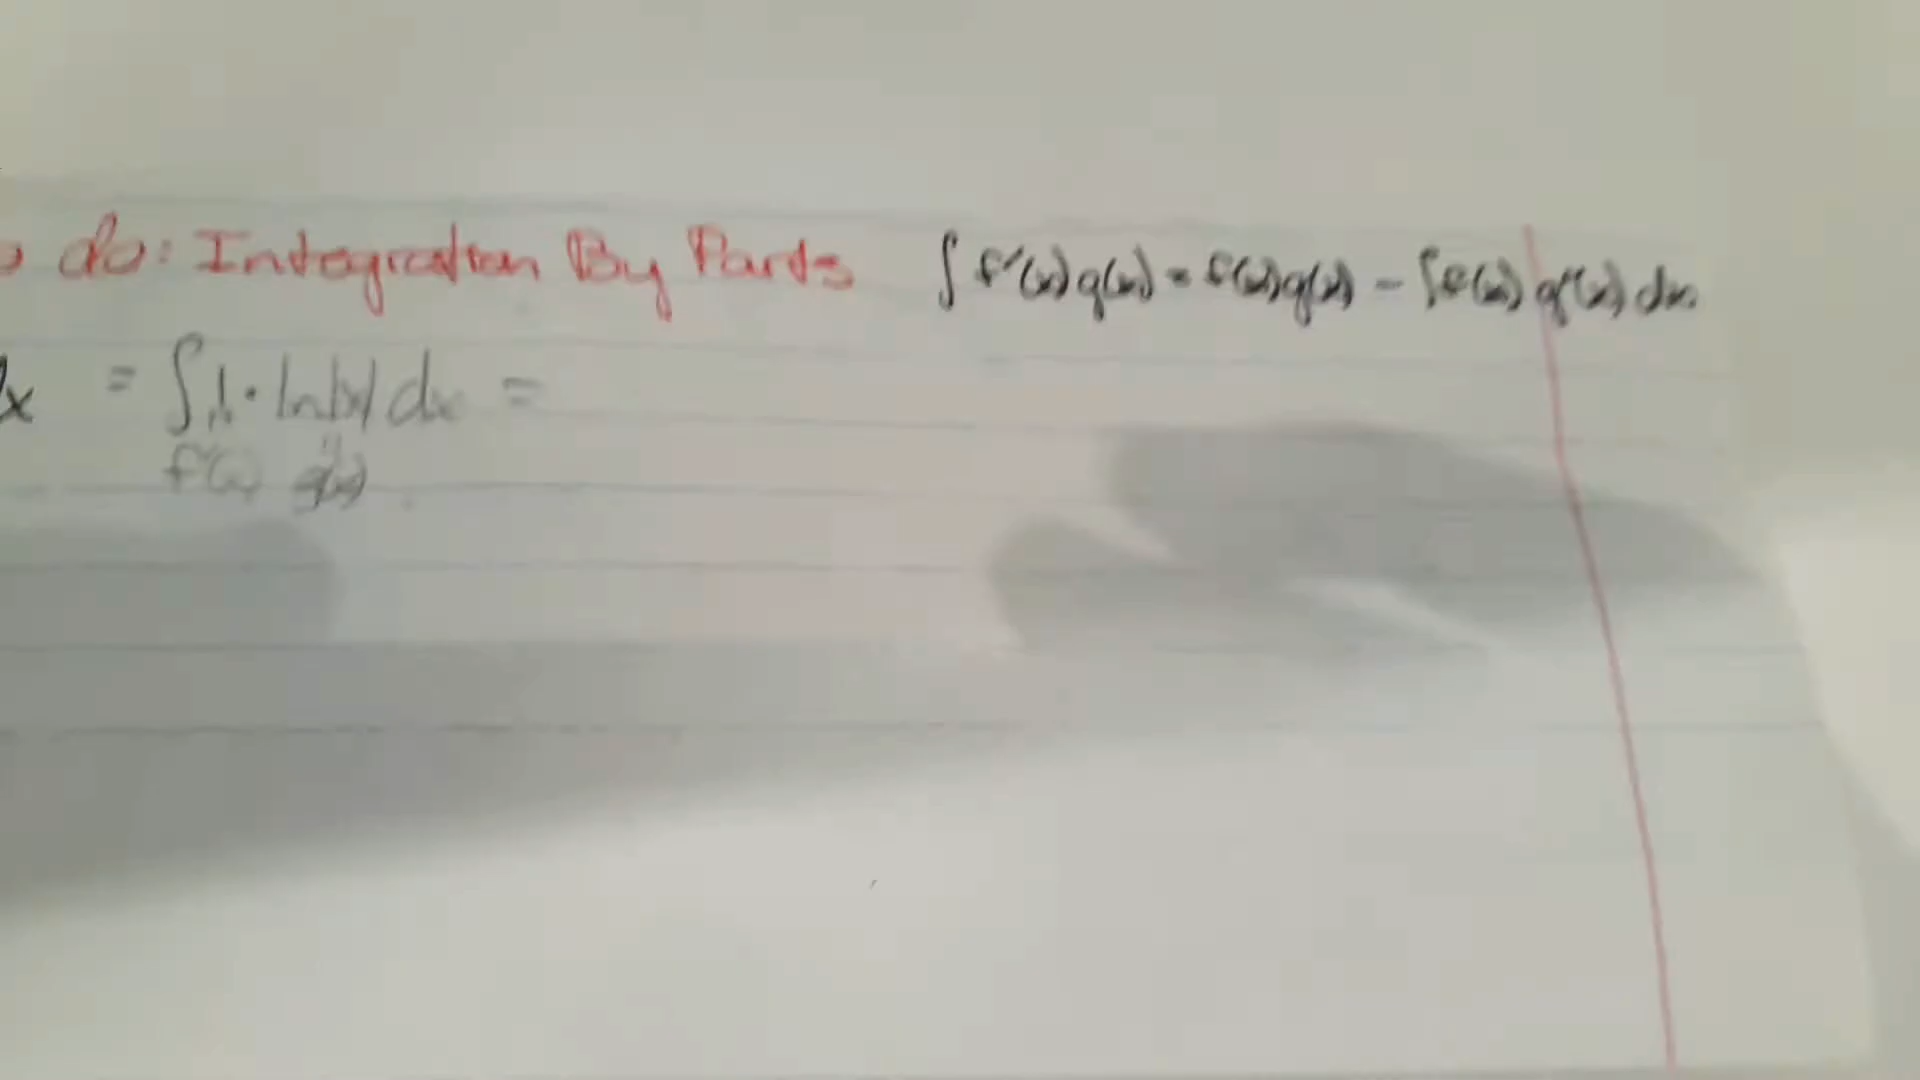 do: Integration By Parts ∫ f'(x) g(x) = f(x) g(x) - ∫ f(x) g'(x) dx
x = ∫ 1 · ln|x| dx =
f'(x) g(x)